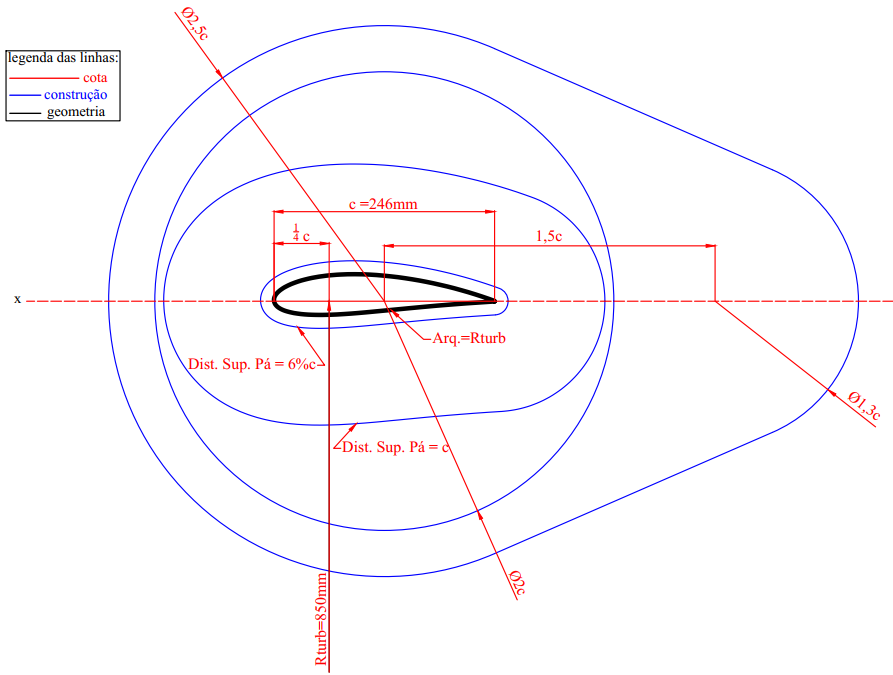 Ø2,5c
legenda das linhas:
cota
construção
geometria
c =246mm
1/4 c
1,5c
x
Arq.=Rturb
Dist. Sup. Pá = 6%c
Ø1,3c
Dist. Sup. Pá = c
Ø2c
Rturb=850mm